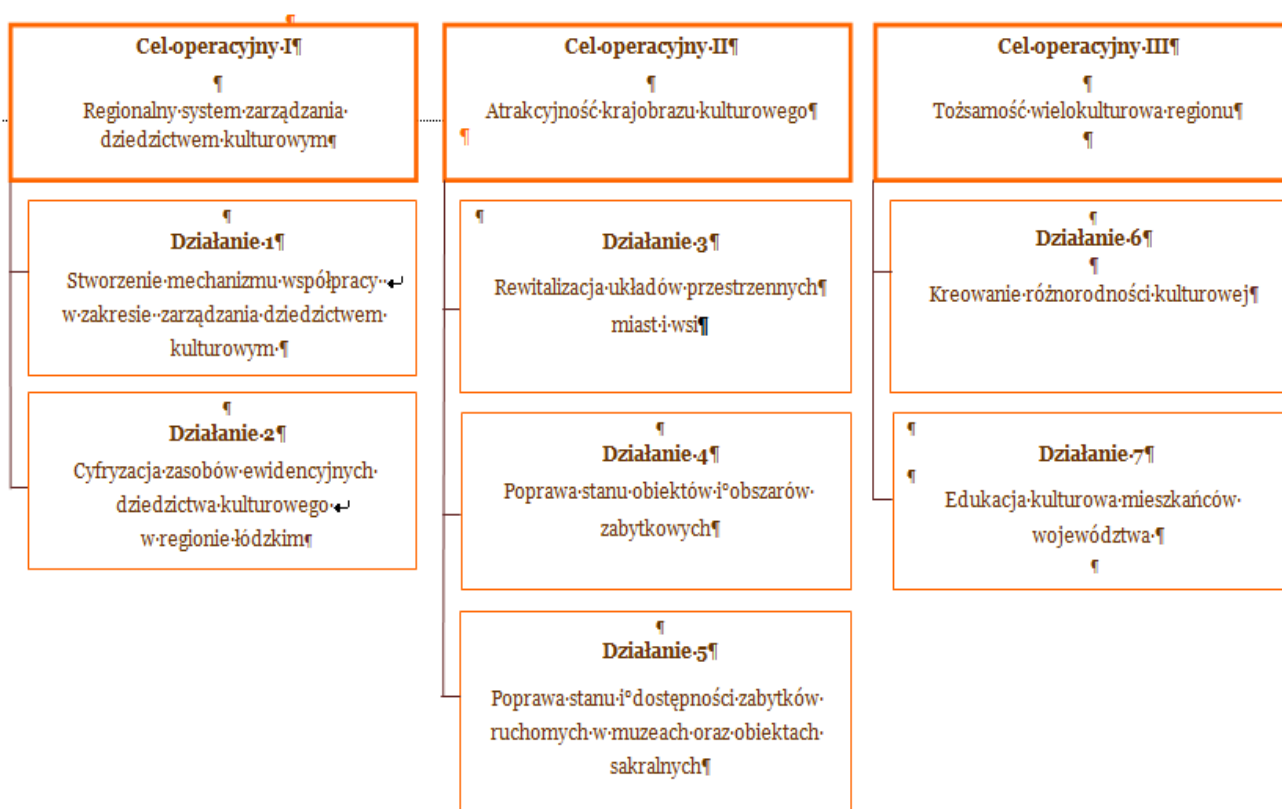 Cel operacyjny I
Regionalny system zarządzania
dziedzictwem kulturowym
Działanie 1
Stworzenie mechanizmu współpracy
w zakresie zarządzania dziedzictwem
kulturowym
Działanie 2
Cyfryzacja zasobów ewidencyjnych
dziedzictwa kulturowego
w regionie łódzkim
Cel operacyjny II
Atrakcyjność krajobrazu kulturowego
Działanie 3
Rewitalizacja układów przestrzennych
miast i wsi
Działanie 4
Poprawa stanu obiektów i obszarów
zabytkowych
Działanie 5
Poprawa stanu i dostępności zabytków
ruchomych w muzeach oraz obiektach
sakralnych
Cel operacyjny III
Tożsamość wielokulturowa regionu
Działanie 6
Kreowanie różnorodności kulturowej
Działanie 7
Edukacja kulturowa mieszkańców
województwa